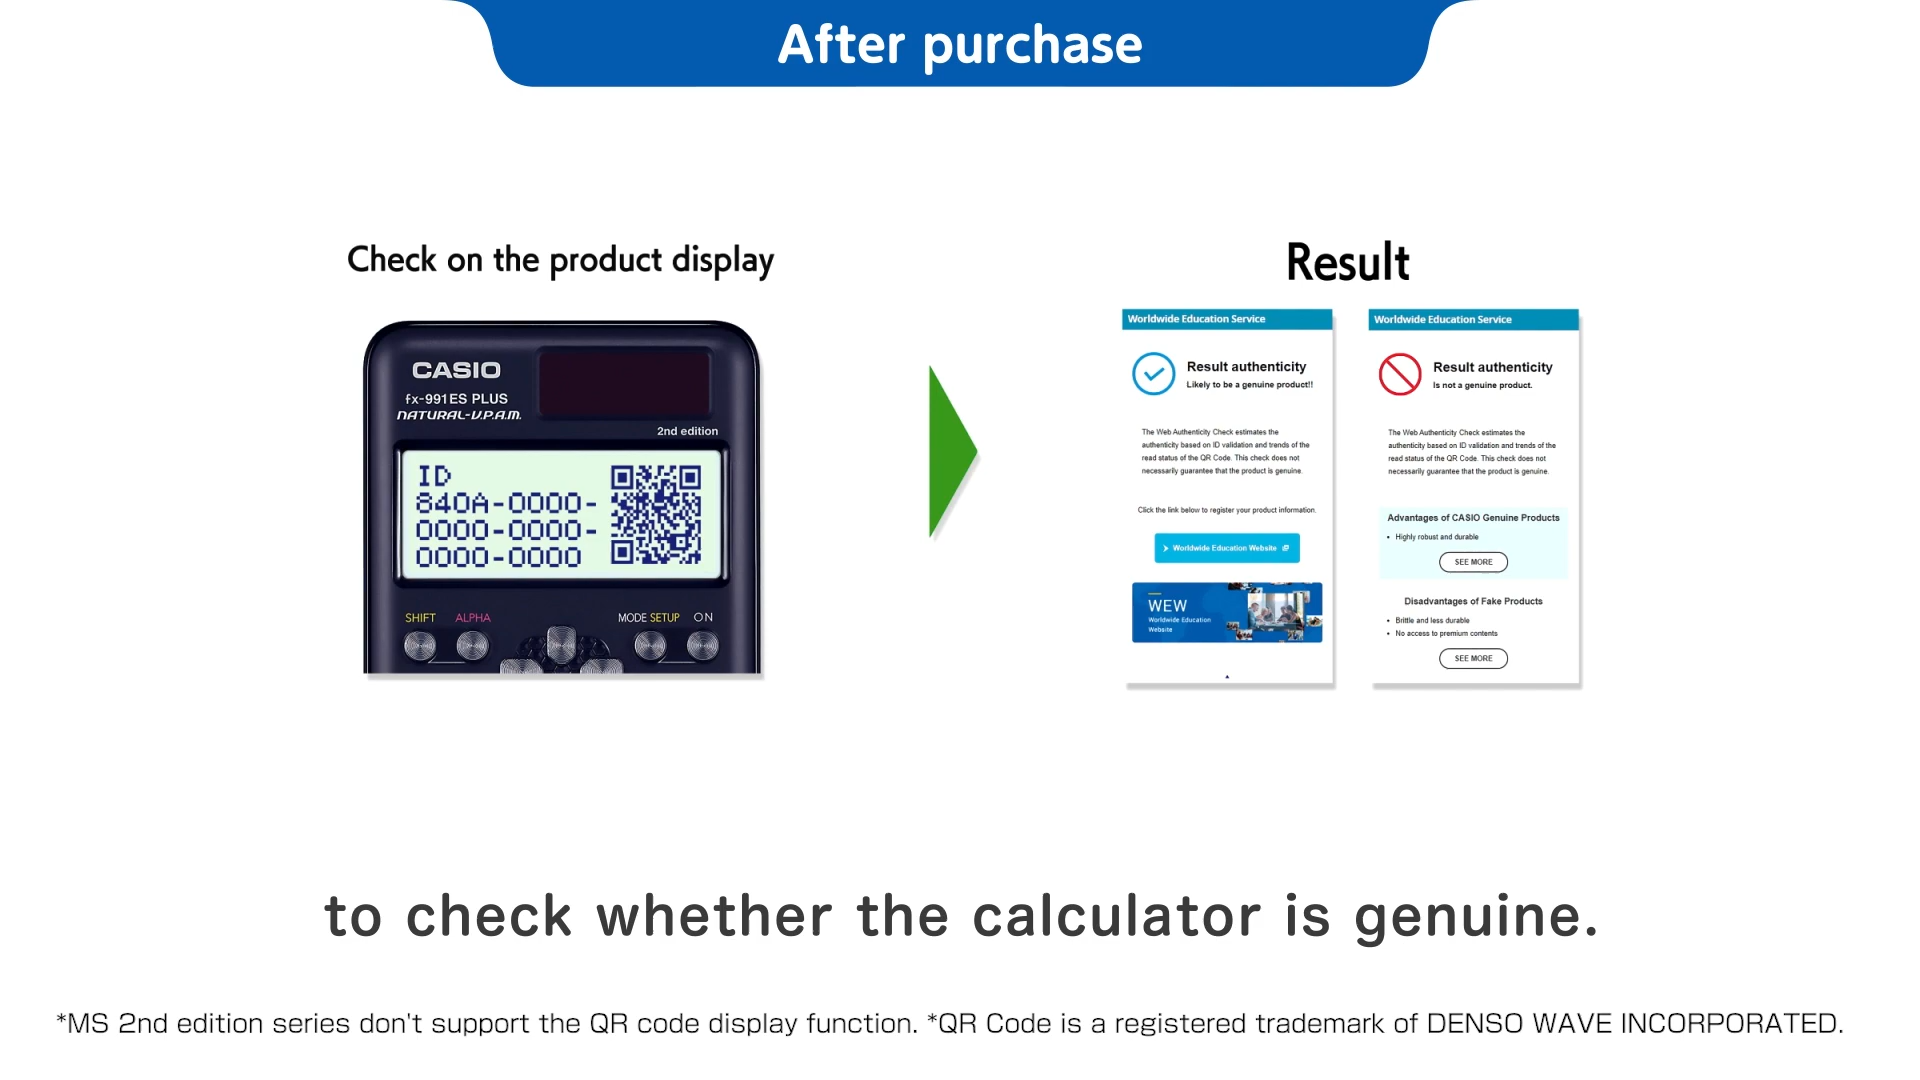 After purchase
Check on the product display
CASIO
fx-991ES PLUS
NATURAL-V.P.A.M.
2nd edition
ID
840A-0000-
0000-0000-
0000-0000
SHIFT ALPHA MODE SETUP ON
Result
Worldwide Education Service
Result authenticity
Likely to be a genuine product!!
The Web Authenticity Check estimates the
authenticity based on ID validation and trends of the
read status of the QR Code. This check does not
necessarily guarantee that the product is genuine.
Click the link below to register your product information.
Worldwide Education Website
WEW
Worldwide Education
Website
Worldwide Education Service
Result authenticity
Is not a genuine product.
The Web Authenticity Check estimates the
authenticity based on ID validation and trends of the
read status of the QR Code. This check does not
necessarily guarantee that the product is genuine.
Advantages of CASIO Genuine Products
• Highly robust and durable
SEE MORE
Disadvantages of Fake Products
• Brittle and less durable
• No access to premium contents
SEE MORE
to check whether the calculator is genuine.
*MS 2nd edition series don't support the QR code display function. *QR Code is a registered trademark of DENSO WAVE INCORPORATED.